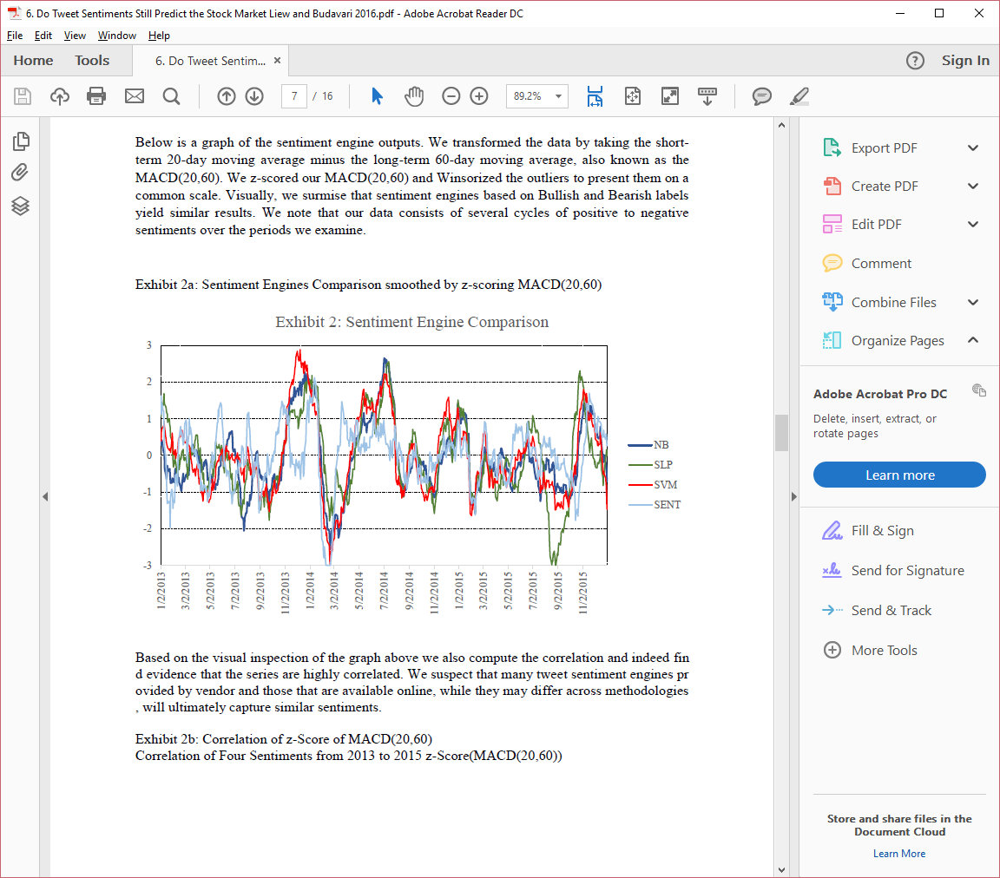 6. Do Tweet Sentiments Still Predict the Stock Market Liew and Budavari 2016.pdf - Adobe Acrobat Reader DC
File Edit View Window Help
Home Tools 6. Do Tweet Sentim... × ? Sign In
7 / 16 89.2%
Below is a graph of the sentiment engine outputs. We transformed the data by taking the short-
term 20-day moving average minus the long-term 60-day moving average, also known as the
MACD(20,60). We z-scored our MACD(20,60) and Winsorized the outliers to present them on a
common scale. Visually, we surmise that sentiment engines based on Bullish and Bearish labels
yield similar results. We note that our data consists of several cycles of positive to negative
sentiments over the periods we examine.
Exhibit 2a: Sentiment Engines Comparison smoothed by z-scoring MACD(20,60)
Exhibit 2: Sentiment Engine Comparison
3
2
1
0
-1
-2
-3
1/2/2013
3/2/2013
5/2/2013
7/2/2013
9/2/2013
11/2/2013
1/2/2014
3/2/2014
5/2/2014
7/2/2014
9/2/2014
11/2/2014
1/2/2015
3/2/2015
5/2/2015
7/2/2015
9/2/2015
11/2/2015
NB
SLP
SVM
SENT
Based on the visual inspection of the graph above we also compute the correlation and indeed fin
d evidence that the series are highly correlated. We suspect that many tweet sentiment engines pr
ovided by vendor and those that are available online, while they may differ across methodologies
, will ultimately capture similar sentiments.
Exhibit 2b: Correlation of z-Score of MACD(20,60)
Correlation of Four Sentiments from 2013 to 2015 z-Score(MACD(20,60))
Export PDF
Create PDF
Edit PDF
Comment
Combine Files
Organize Pages
Adobe Acrobat Pro DC
Delete, insert, extract, or
rotate pages
Learn more
Fill & Sign
Send for Signature
Send & Track
More Tools
Store and share files in the
Document Cloud
Learn More